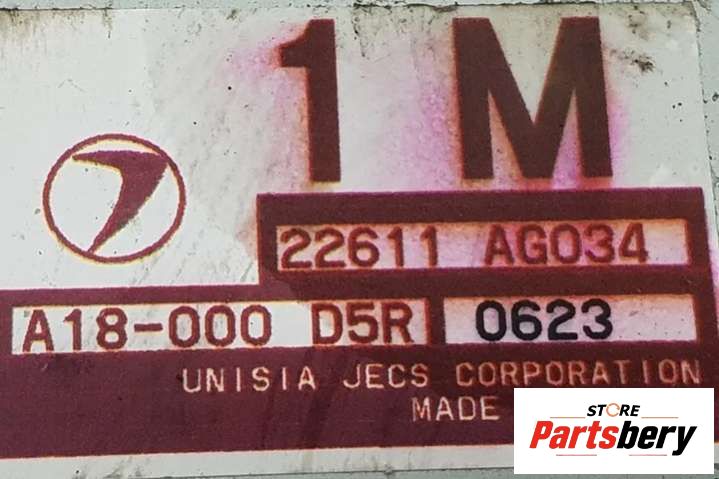 1 M
22611 AG034
A18-000 D5R 0623
UNISIA JECS CORPORATION
MADE
STORE
Partsbery